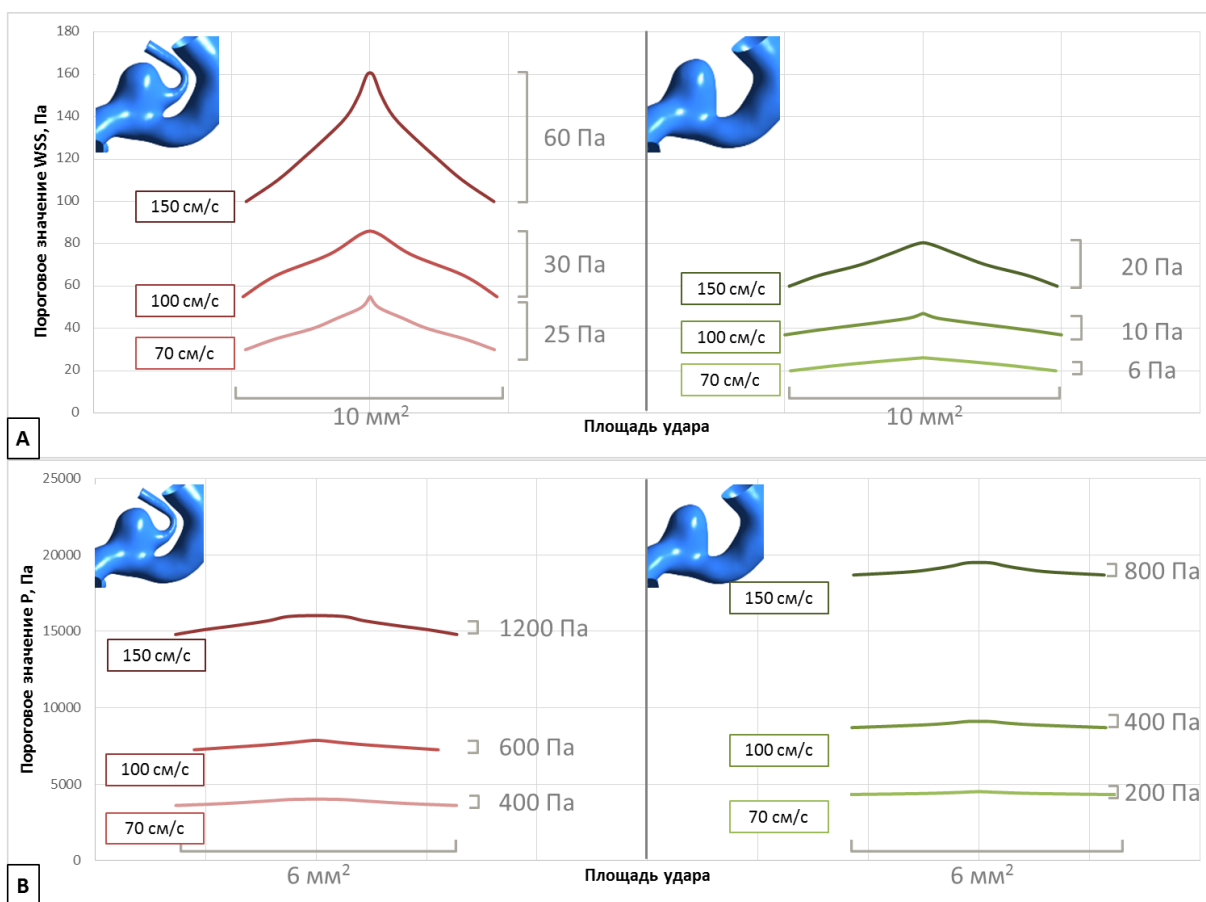 Пороговое значение WSS, Па
180
160
140
120
100
80
60
40
20
0
150 см/с
100 см/с
70 см/с
60 Па
30 Па
25 Па
10 мм²
150 см/с
100 см/с
70 см/с
20 Па
10 Па
6 Па
10 мм²
Площадь удара
A
Пороговое значение P, Па
25000
20000
15000
10000
5000
0
150 см/с
100 см/с
70 см/с
1200 Па
600 Па
400 Па
6 мм²
150 см/с
100 см/с
70 см/с
800 Па
400 Па
200 Па
6 мм²
Площадь удара
B